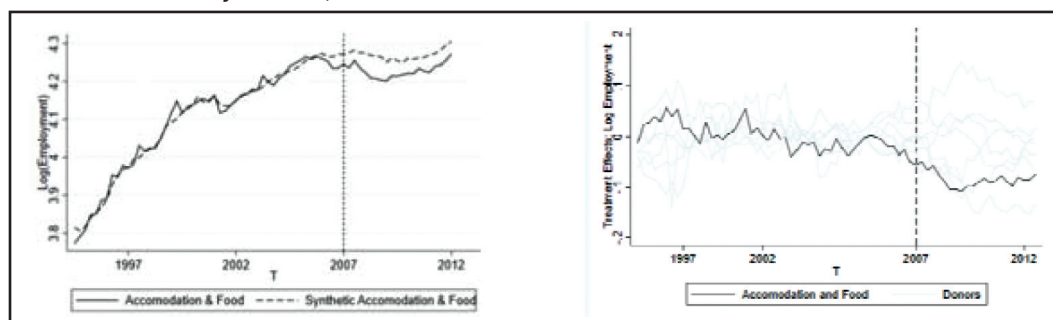 Log(Employment)
4.3
4.2
4.1
4
3.9
3.8
1997 2002 2007 2012
T
Accomodation & Food Synthetic Accomodation & Food
Treatment Effects: Log Employment
.2
.1
0
-.1
-.2
1997 2002 2007 2012
T
Accomodation and Food Donors